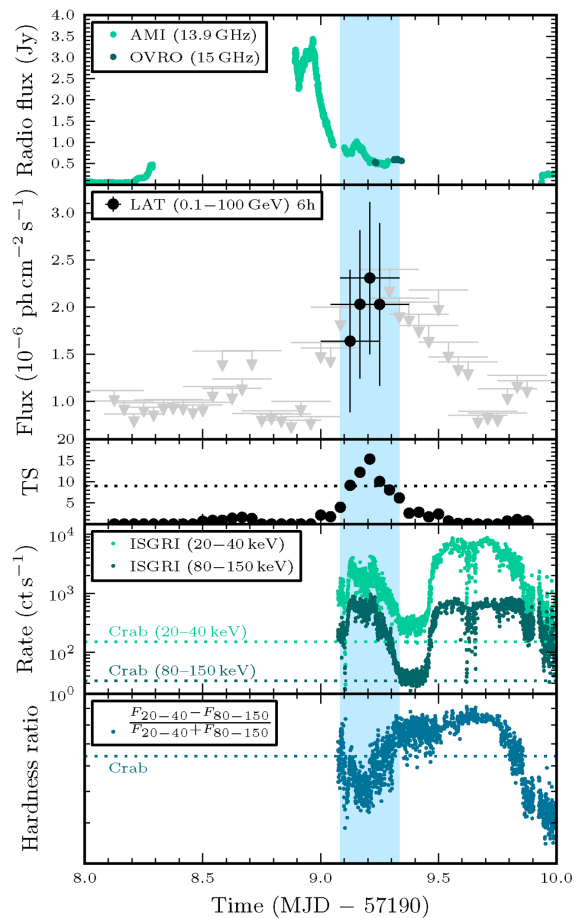 Radio flux (Jy)
4.0
3.5
3.0
2.5
2.0
1.5
1.0
0.5
AMI (13.9 GHz)
OVRO (15 GHz)
Flux (10⁻⁶ ph cm⁻² s⁻¹)
3.0
2.5
2.0
1.5
1.0
LAT (0.1−100 GeV) 6h
TS
20
15
10
5
Rate (ct s⁻¹)
10⁴
10³
10²
10⁰
ISGRI (20−40 keV)
ISGRI (80−150 keV)
Crab (20–40 keV)
Crab (80–150 keV)
Hardness ratio
F₂₀₋₄₀−F₈₀₋₁₅₀
F₂₀₋₄₀+F₈₀₋₁₅₀
Crab
8.0 8.5 9.0 9.5 10.0
Time (MJD − 57190)